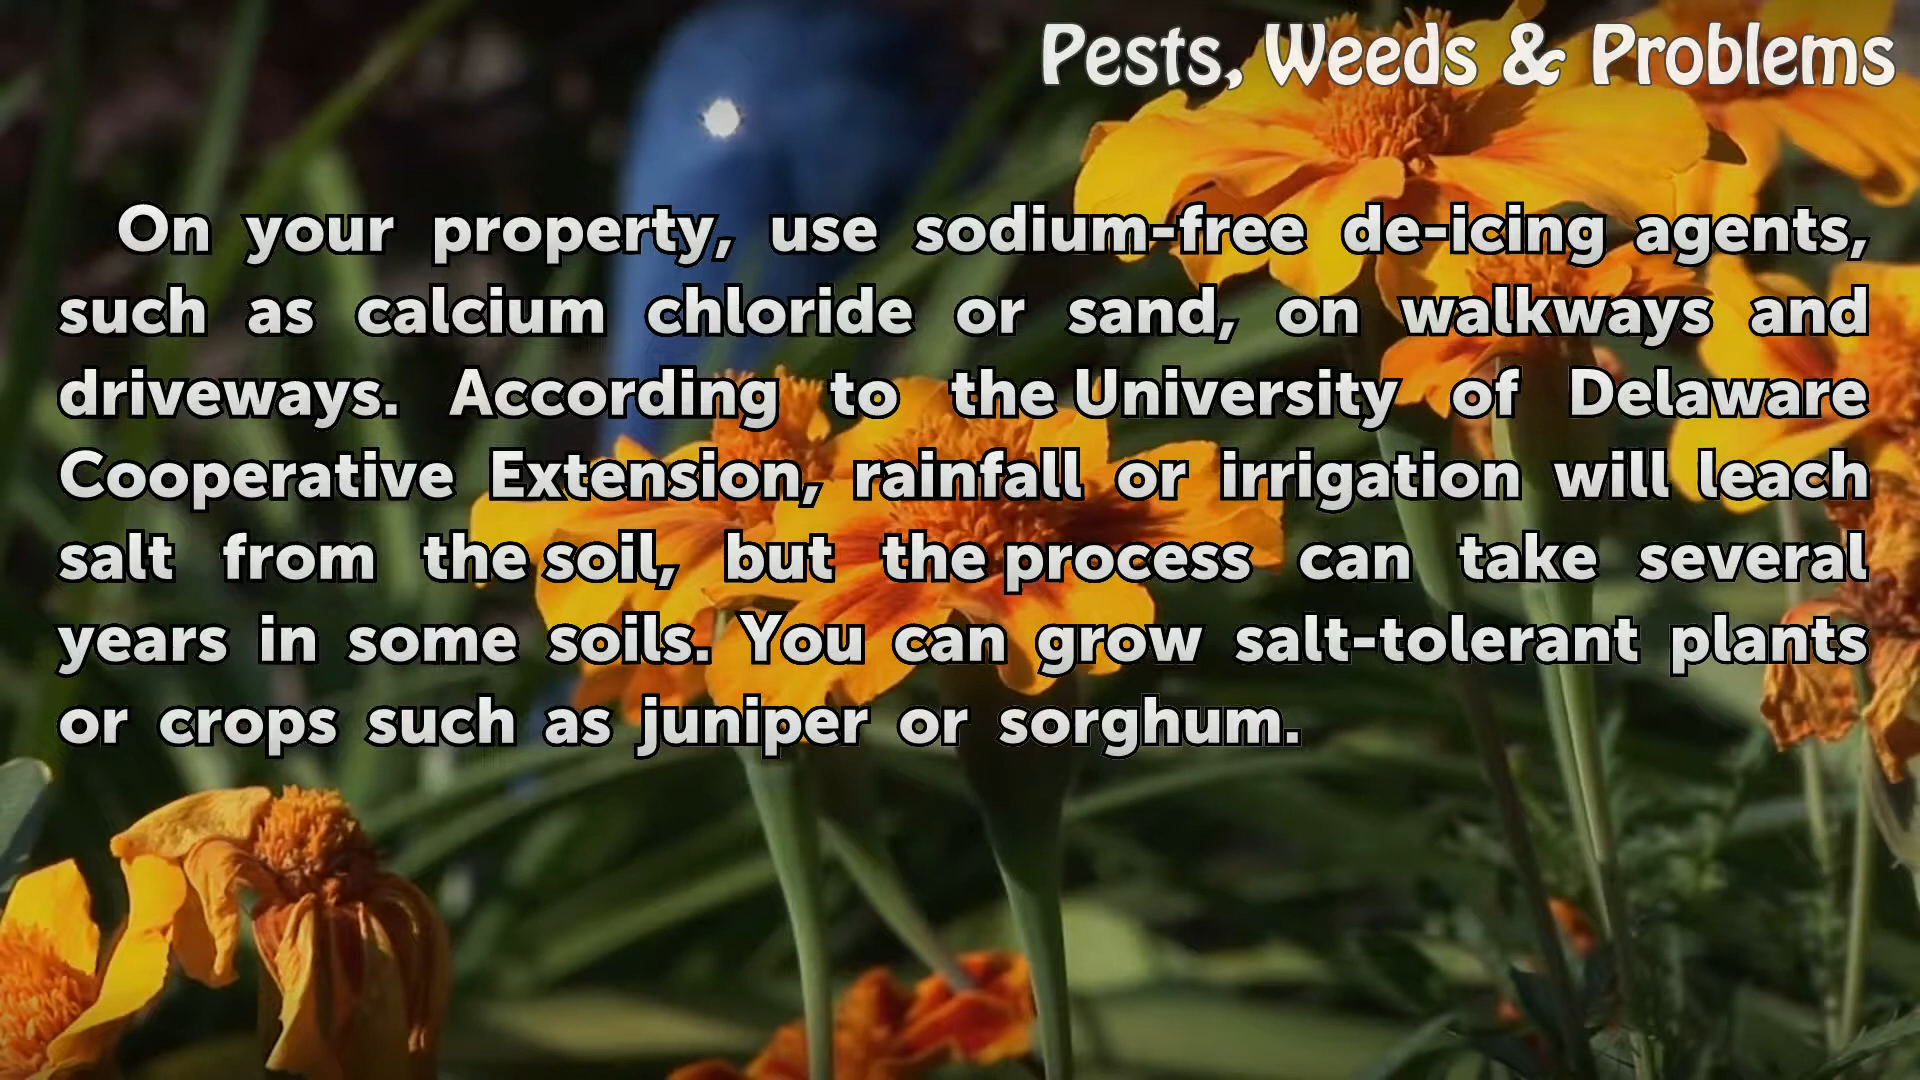 Pests, Weeds & Problems
On your property, use sodium-free de-icing agents,
such as calcium chloride or sand, on walkways and
driveways. According to the University of Delaware
Cooperative Extension, rainfall or irrigation will leach
salt from the soil, but the process can take several
years in some soils. You can grow salt-tolerant plants
or crops such as juniper or sorghum.